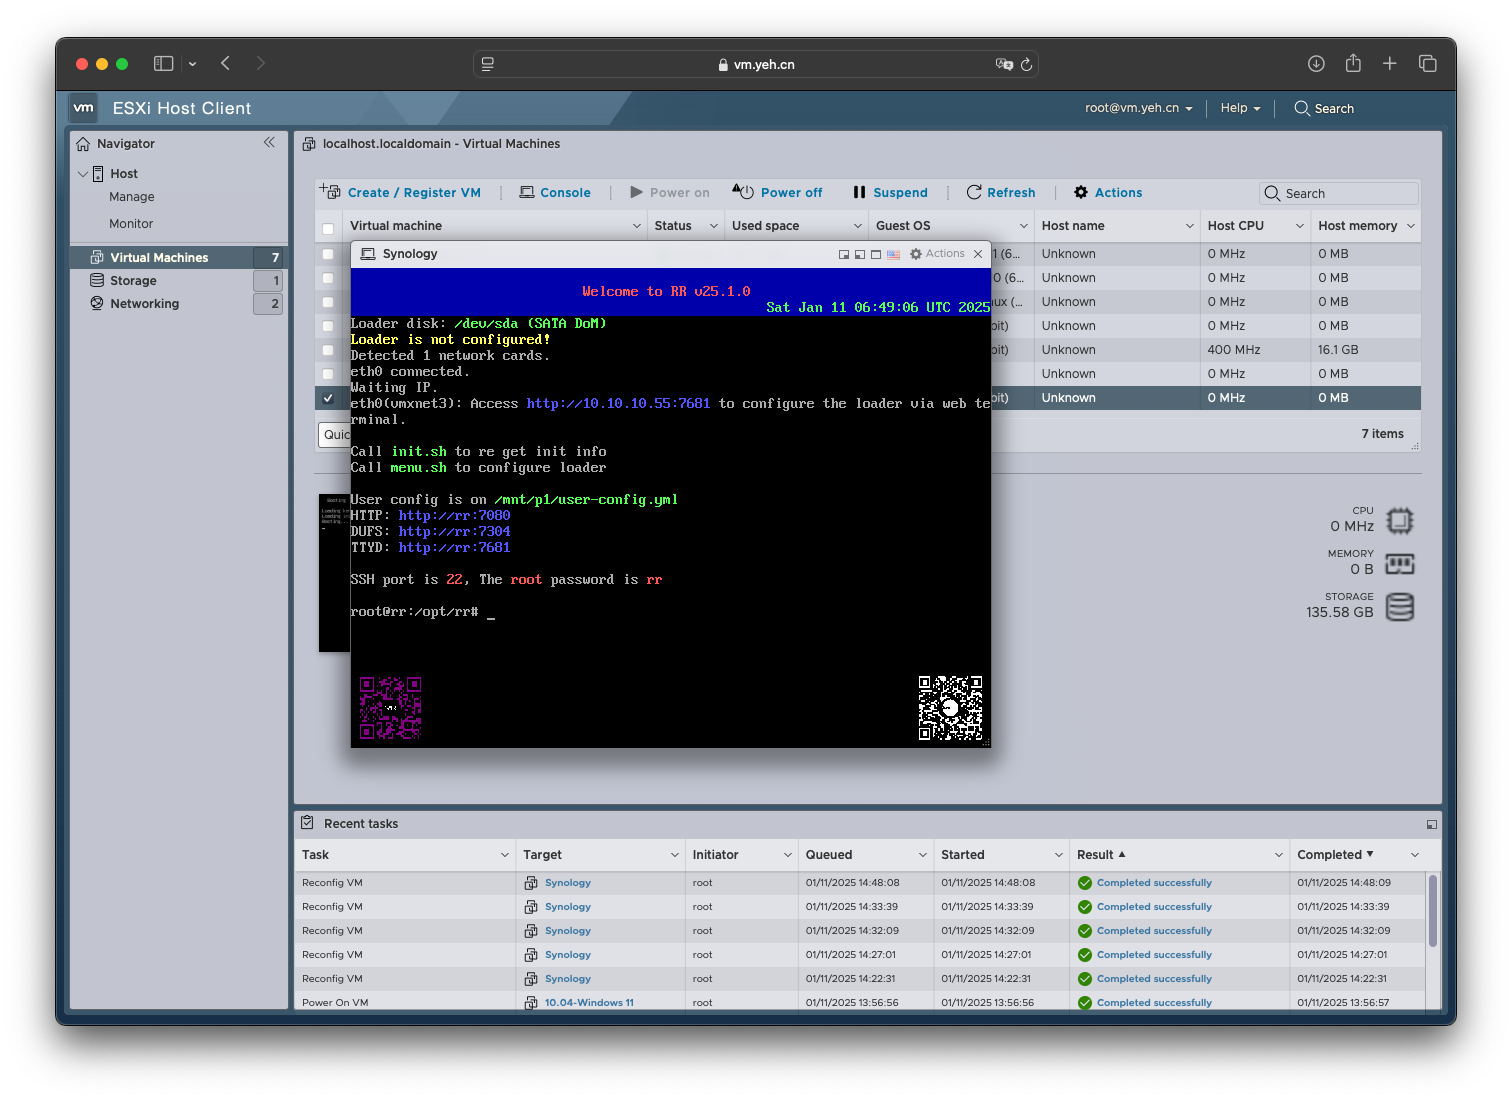 vm.yeh.cn
vm ESXi Host Client
root@vm.yeh.cn
Help
Search
Navigator
Host
Manage
Monitor
Virtual Machines 7
Storage 1
Networking 2
localhost.localdomain - Virtual Machines
Create / Register VM
Console
Power on
Power off
Suspend
Refresh
Actions
Search
Virtual machine Status Used space Guest OS Host name Host CPU Host memory
1 (6... Unknown 0 MHz 0 MB
0 (6... Unknown 0 MHz 0 MB
ux (... Unknown 0 MHz 0 MB
bit) Unknown 0 MHz 0 MB
bit) Unknown 400 MHz 16.1 GB
Unknown 0 MHz 0 MB
bit) Unknown 0 MHz 0 MB
Quic
7 items
Synology
Actions
Welcome to RR v25.1.0
Sat Jan 11 06:49:06 UTC 2025
Loader disk: /dev/sda (SATA DoM)
Loader is not configured!
Detected 1 network cards.
eth0 connected.
Waiting IP.
eth0(vmxnet3): Access http://10.10.10.55:7681 to configure the loader via web te
rminal.
Call init.sh to re get init info
Call menu.sh to configure loader
User config is on /mnt/p1/user-config.yml
HTTP: http://rr:7080
DUFS: http://rr:7304
TTYD: http://rr:7681
SSH port is 22, The root password is rr
root@rr:/opt/rr# _
CPU
0 MHz
MEMORY
0 B
STORAGE
135.58 GB
Recent tasks
Task Target Initiator Queued Started Result Completed
Reconfig VM Synology root 01/11/2025 14:48:08 01/11/2025 14:48:08 Completed successfully 01/11/2025 14:48:09
Reconfig VM Synology root 01/11/2025 14:33:39 01/11/2025 14:33:39 Completed successfully 01/11/2025 14:33:39
Reconfig VM Synology root 01/11/2025 14:32:09 01/11/2025 14:32:09 Completed successfully 01/11/2025 14:32:09
Reconfig VM Synology root 01/11/2025 14:27:01 01/11/2025 14:27:01 Completed successfully 01/11/2025 14:27:01
Reconfig VM Synology root 01/11/2025 14:22:31 01/11/2025 14:22:31 Completed successfully 01/11/2025 14:22:31
Power On VM 10.04-Windows 11 root 01/11/2025 13:56:56 01/11/2025 13:56:56 Completed successfully 01/11/2025 13:56:57